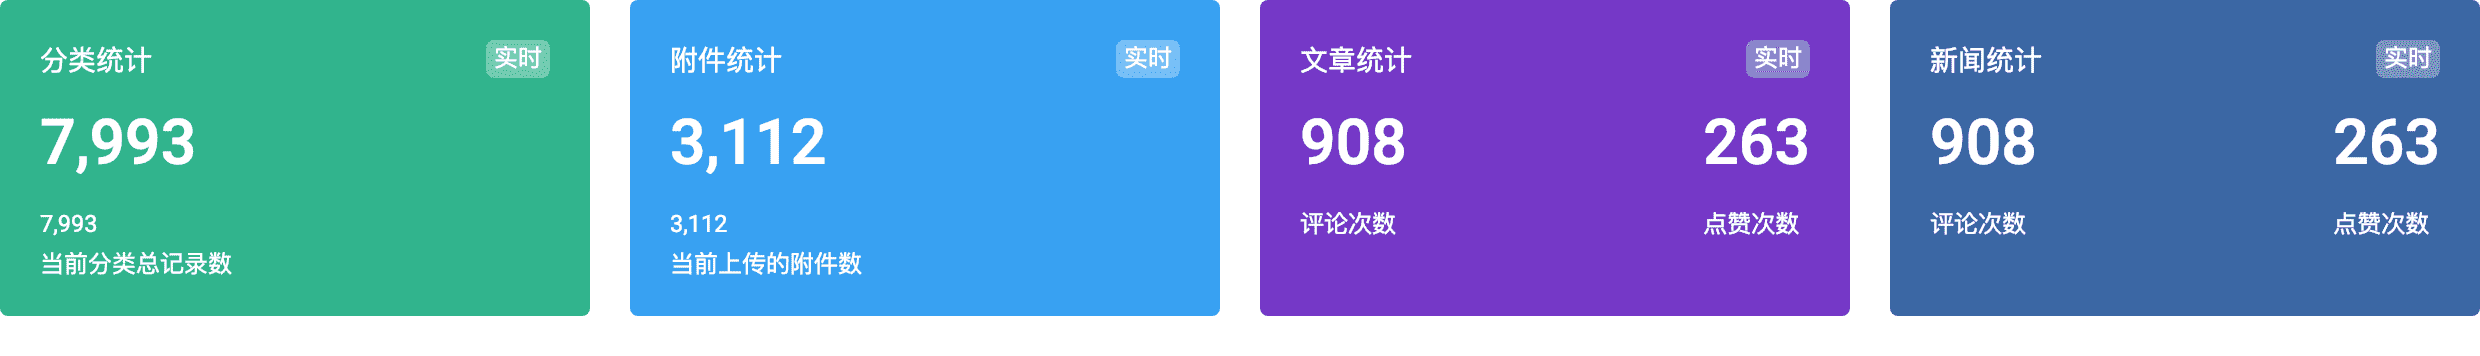 分类统计 实时
7,993
7,993
当前分类总记录数
附件统计 实时
3,112
3,112
当前上传的附件数
文章统计 实时
908 263
评论次数 点赞次数
新闻统计 实时
908 263
评论次数 点赞次数